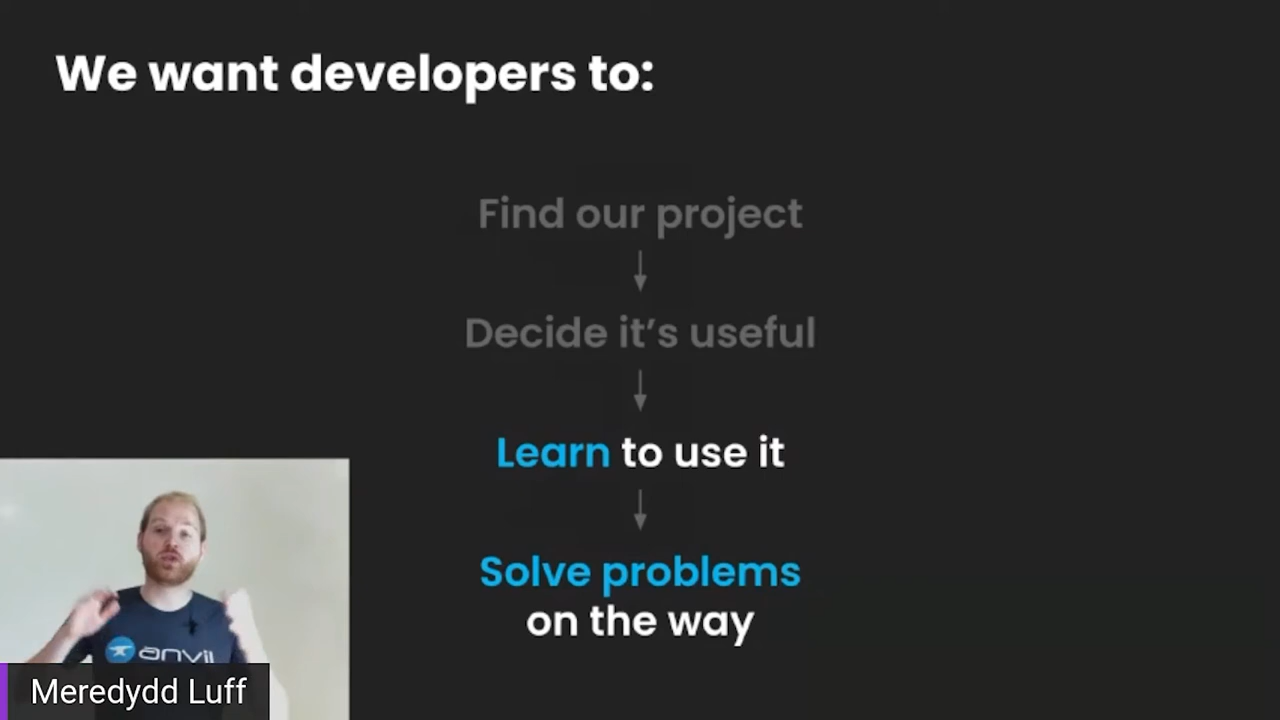 We want developers to:
Find our project
Decide it’s useful
Learn to use it
Solve problems
on the way
anvil
Meredydd Luff